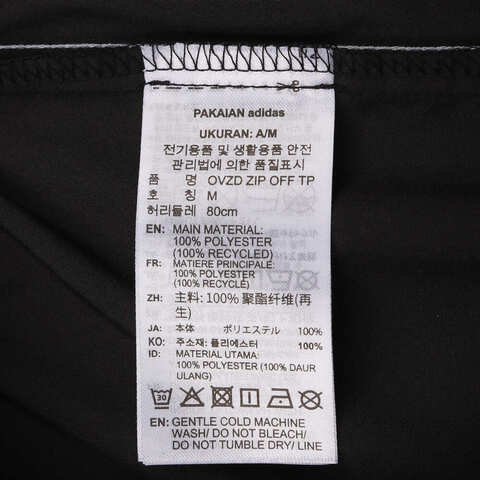 PAKAIAN adidas
UKURAN: A/M
전기용품 및 생활용품 안전
관리법에 의한 품질표시
품 명 OVZD ZIP OFF TP
호 칭 M
허리둘레 80cm
EN: MAIN MATERIAL:
100% POLYESTER
(100% RECYCLED)
FR: MATIERE PRINCIPALE:
100% POLYESTER
(100% RECYCLÉ)
ZH: 主料: 100% 聚酯纤维(再
生)
JA: 本体 ポリエステル 100%
KO: 주소재: 폴리에스터 100%
ID: MATERIAL UTAMA:
100% POLYESTER (100% DAUR
ULANG)
30
EN: GENTLE COLD MACHINE
WASH/ DO NOT BLEACH/
DO NOT TUMBLE DRY/ LINE